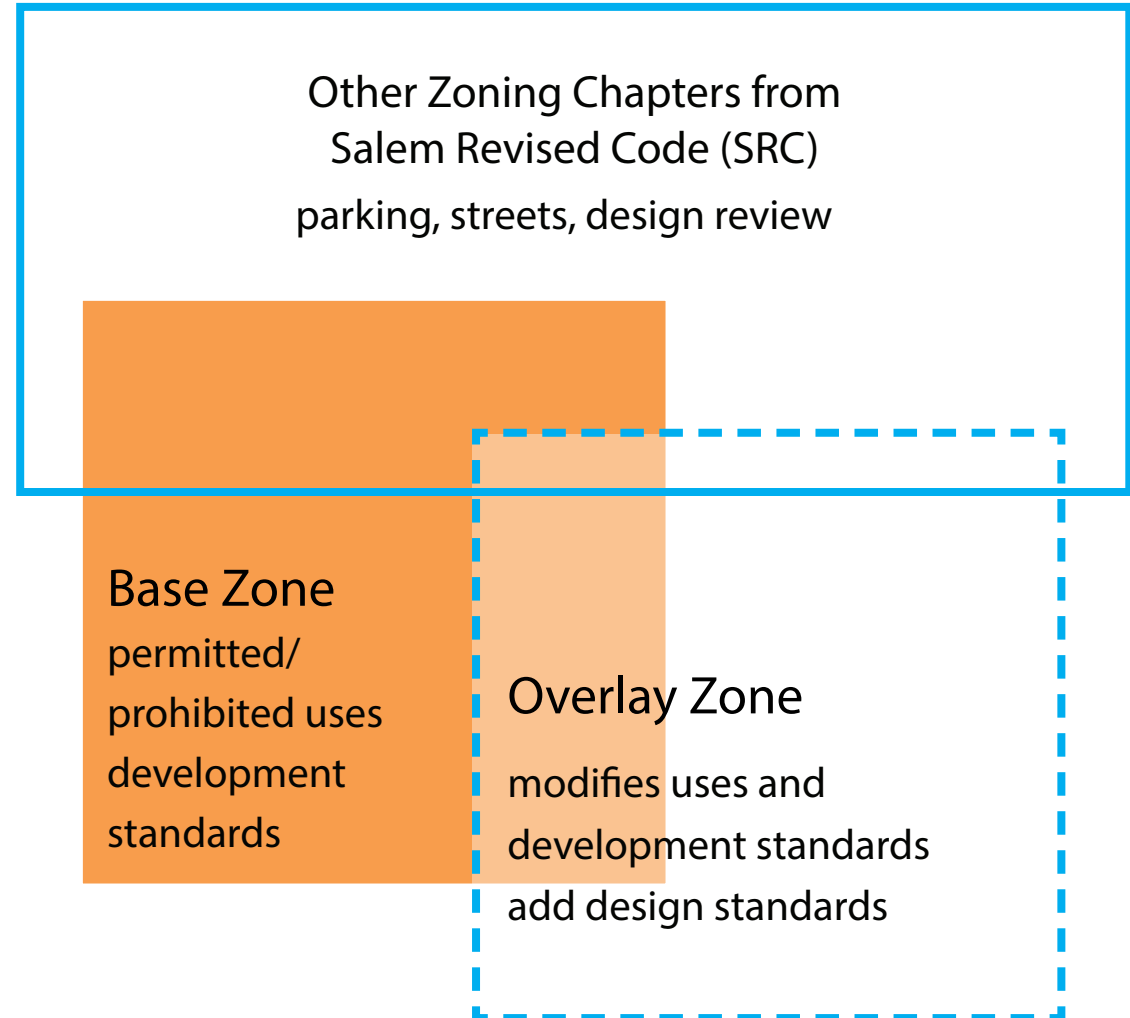 Other Zoning Chapters from
Salem Revised Code (SRC)
parking, streets, design review
Base Zone
permitted/
prohibited uses
development
standards
Overlay Zone
modifies uses and
development standards
add design standards